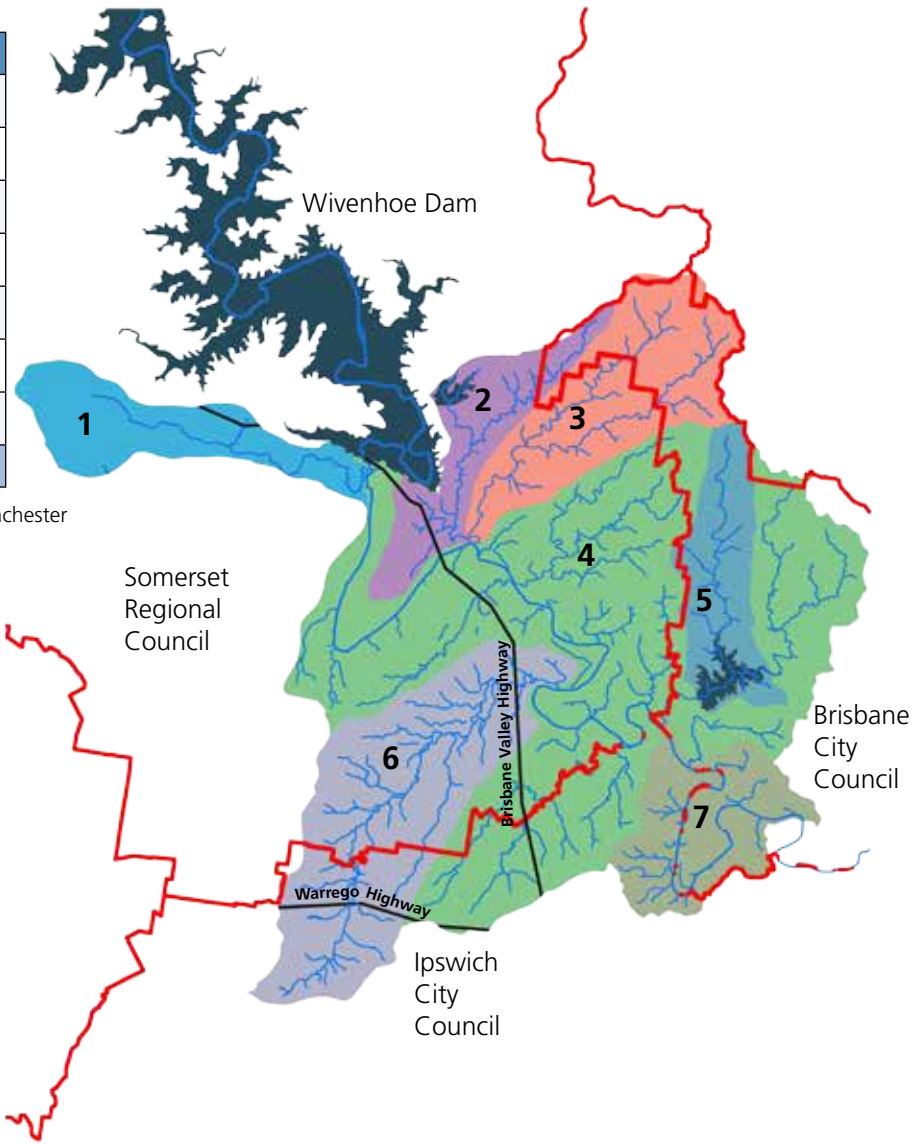 Wivenhoe Dam
2
1
3
nchester
4
Somerset
Regional
Council
5
Brisbane Valley Highway
Brisbane
City
Council
6
7
Warrego Highway
Ipswich
City
Council